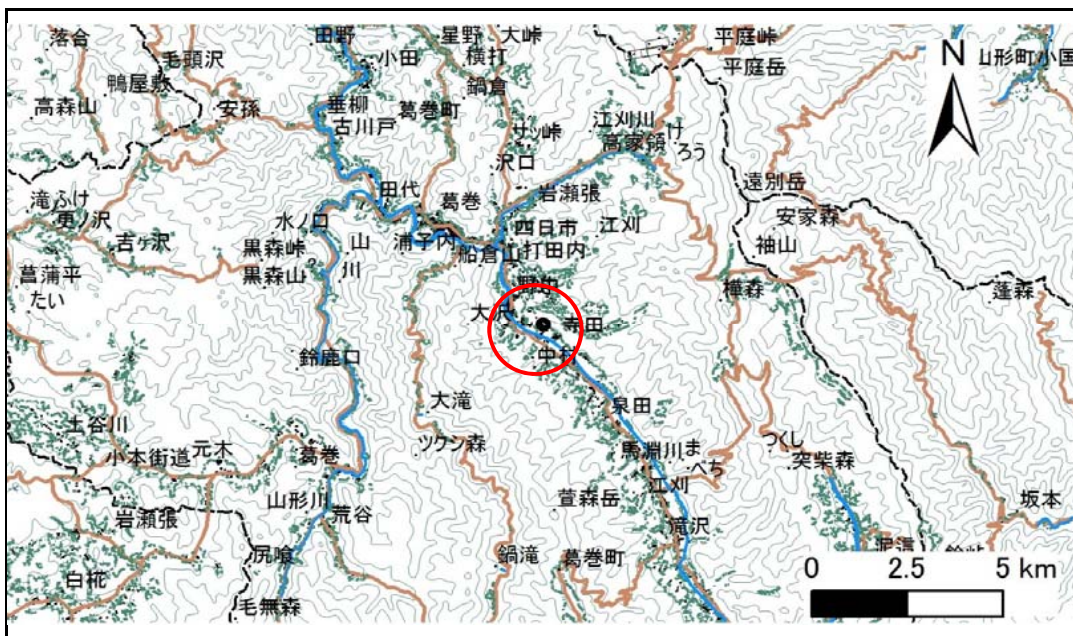 落合
毛頭沢
鴨屋敷
高森山
安孫
田野
小田
垂柳
古川戸
星野
横打
大峠
鍋倉
葛巻町
サッ峠
沢口
平庭峠
平庭岳
N
山形町小国
江刈川
高家領
け
ろう
滝ふけ
吉ヶ沢
菖蒲平
たい
田代
葛巻
水ノ口
黒森峠
黒森山
山
川
浦子内
船倉山
岩瀬張
四日市
打田内
江刈
遠別岳
安家森
袖山
樺森
蓬森
大沢
寺田
中村
鈴鹿口
大滝
ツクシ森
泉田
馬淵川
ま
べち
江刈
つくし
突柴森
土谷川
小本街道
元木
葛巻
山形川
荒谷
岩瀬張
尻喰
白椛
毛無森
萱森岳
滝沢
鍋滝
葛巻町
坂本
0 2.5 5 km